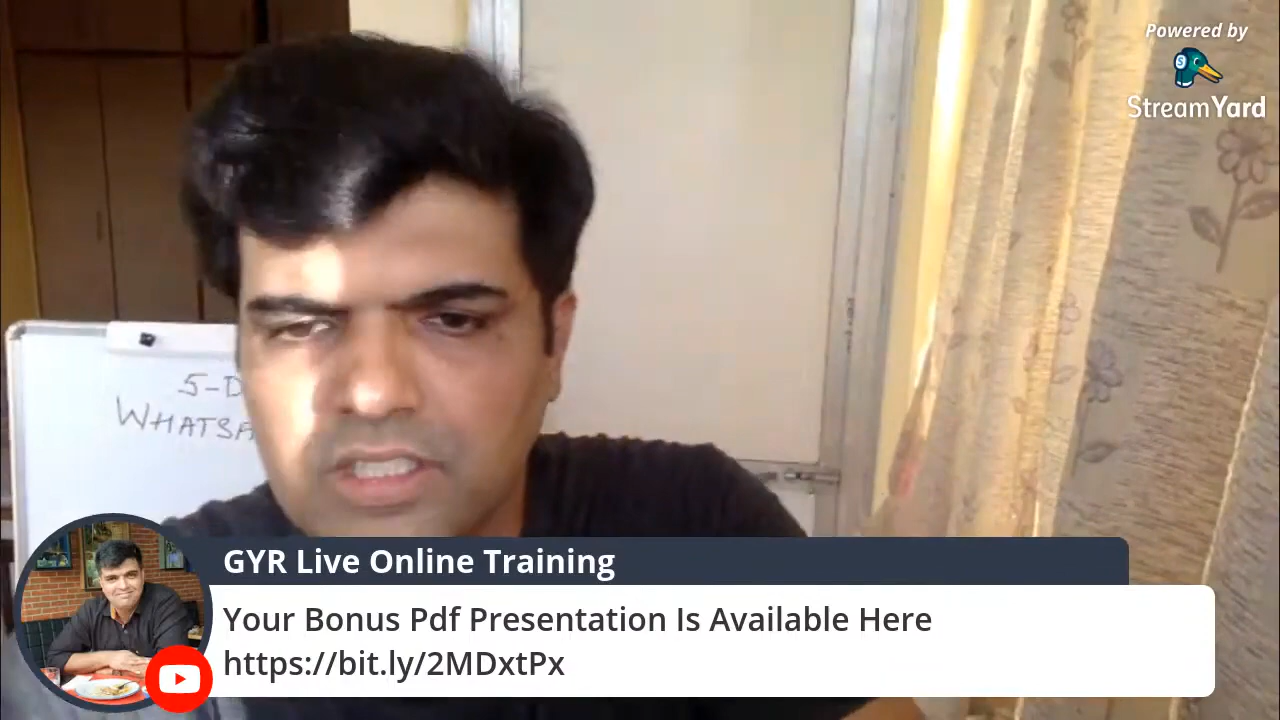 Powered by
StreamYard
5-D
WHATSA
GYR Live Online Training
Your Bonus Pdf Presentation Is Available Here
https://bit.ly/2MDxtPx